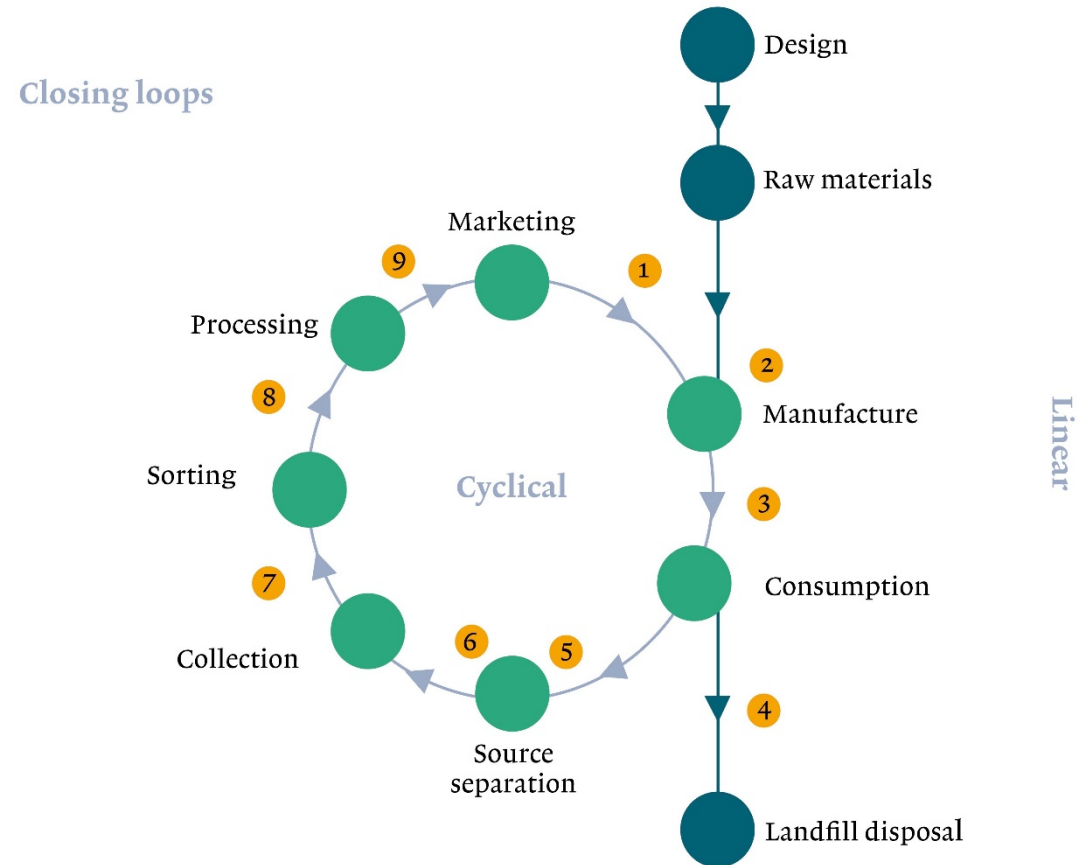 Design
Closing loops
Raw materials
Marketing
9
1
Processing
2
8
Manufacture
Sorting
Cyclical
Linear
3
7
Consumption
6
5
Collection
4
Source
separation
Landfill disposal